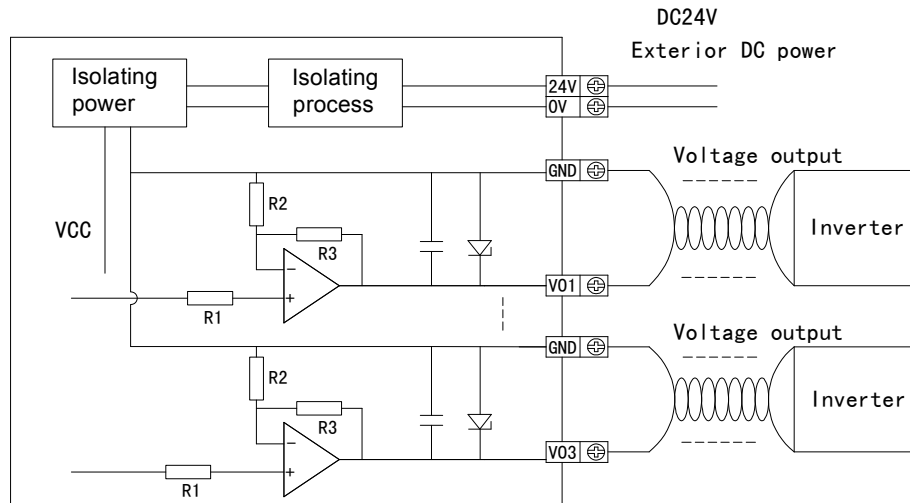 DC24V
Exterior DC power
Isolating
power
Isolating
process
24V
0V
GND
Voltage output
R2
VCC
R3
Inverter
−
+
R1
VO1
GND
Voltage output
R2
R3
Inverter
−
+
R1
VO3